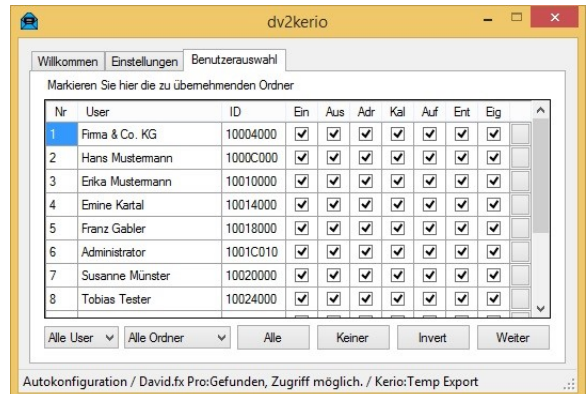 dv2kerio
Willkommen Einstellungen Benutzerauswahl
Markieren Sie hier die zu übernehmenden Ordner
Nr User ID Ein Aus Adr Kal Auf Ent Eig
1 Firma & Co. KG 10004000
2 Hans Mustermann 1000C000
3 Erika Mustermann 10010000
4 Emine Kartal 10014000
5 Franz Gabler 10018000
6 Administrator 1001C010
7 Susanne Münster 10020000
8 Tobias Tester 10024000
Alle User Alle Ordner Alle Keiner Invert Weiter
Autokonfiguration / David.fx Pro:Gefunden, Zugriff möglich. / Kerio:Temp Export